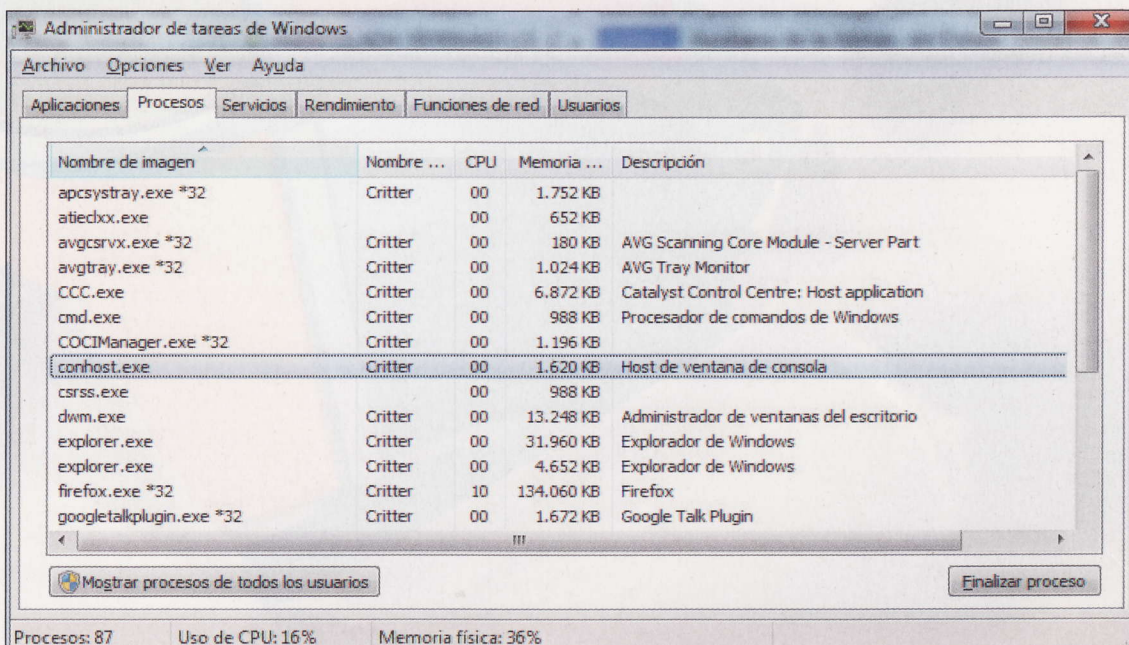 Administrador de tareas de Windows
Archivo Opciones Ver Ayuda
Aplicaciones Procesos Servicios Rendimiento Funciones de red Usuarios
Nombre de imagen Nombre ... CPU Memoria ... Descripción
apcsystray.exe *32 Critter 00 1.752 KB
atieclxx.exe 00 652 KB
avgcsrvx.exe *32 Critter 00 180 KB AVG Scanning Core Module - Server Part
avgtray.exe *32 Critter 00 1.024 KB AVG Tray Monitor
CCC.exe Critter 00 6.872 KB Catalyst Control Centre: Host application
cmd.exe Critter 00 988 KB Procesador de comandos de Windows
COCIManager.exe *32 Critter 00 1.196 KB
conhost.exe Critter 00 1.620 KB Host de ventana de consola
csrss.exe 00 988 KB
dwm.exe Critter 00 13.248 KB Administrador de ventanas del escritorio
explorer.exe Critter 00 31.960 KB Explorador de Windows
explorer.exe Critter 00 4.652 KB Explorador de Windows
firefox.exe *32 Critter 10 134.060 KB Firefox
googletalkplugin.exe *32 Critter 00 1.672 KB Google Talk Plugin
Mostrar procesos de todos los usuarios Finalizar proceso
Procesos: 87 Uso de CPU: 16% Memoria física: 36%